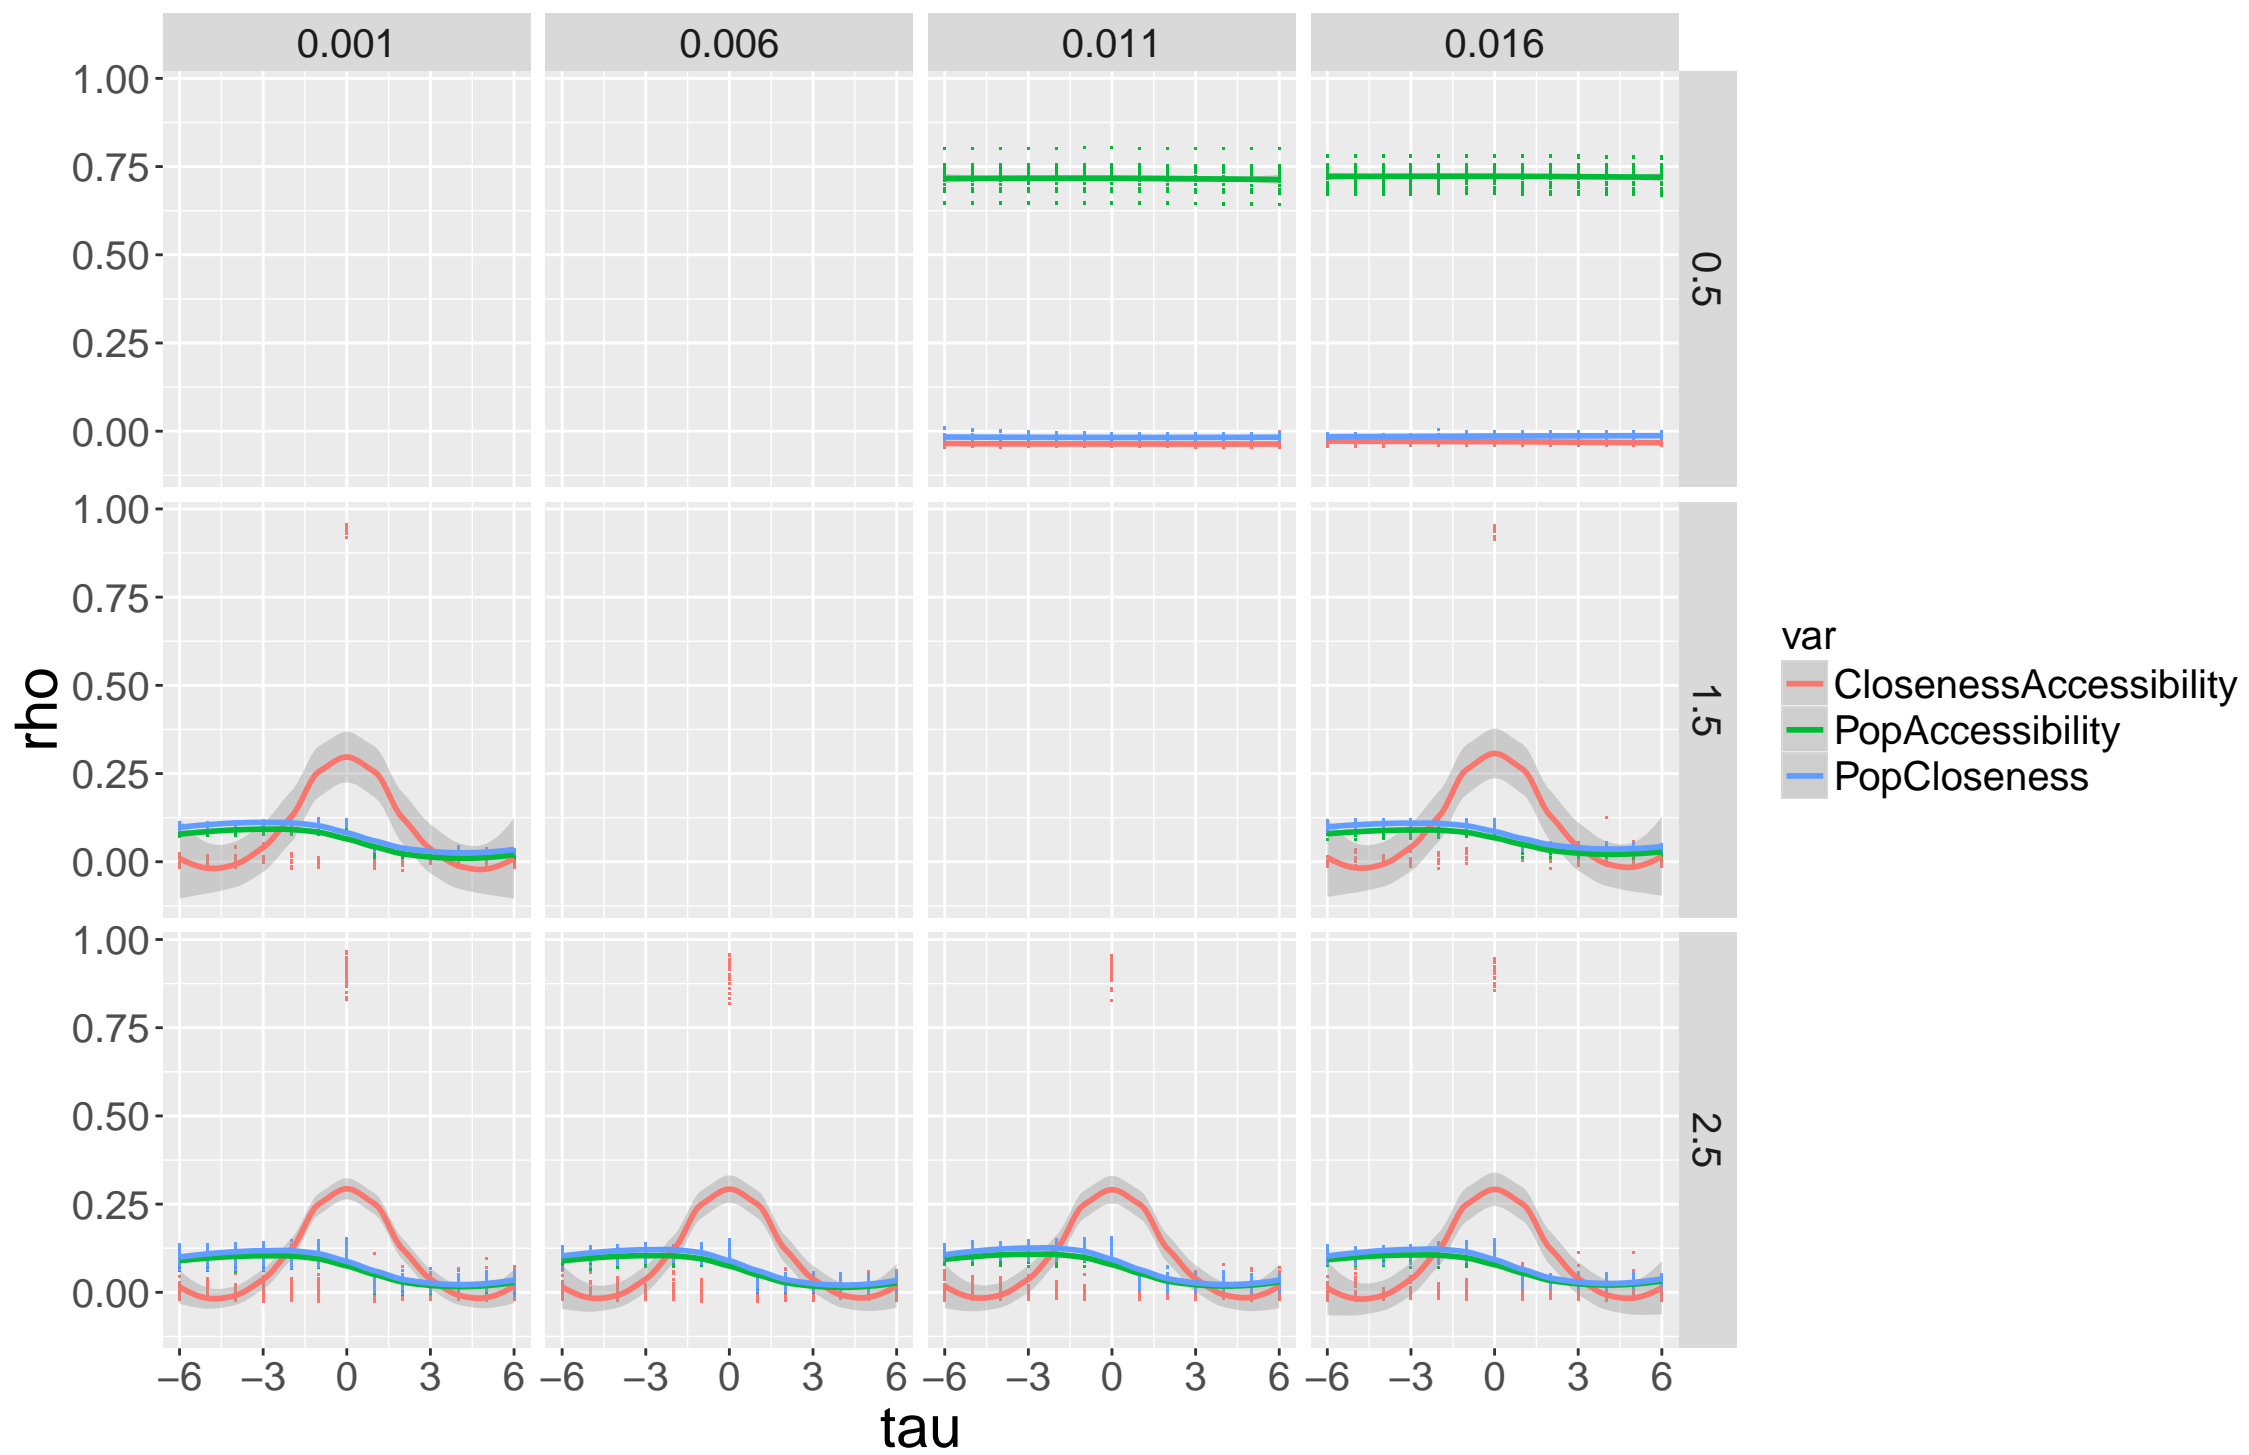 0.001 0.006 0.011 0.016
1.00
0.75
0.50
0.25
0.00
0.5
1.00
0.75
0.50
0.25
0.00
1.5
1.00
0.75
0.50
0.25
0.00
2.5
−6 −3 0 3 6 −6 −3 0 3 6 −6 −3 0 3 6 −6 −3 0 3 6
tau
rho
var
ClosenessAccessibility
PopAccessibility
PopCloseness